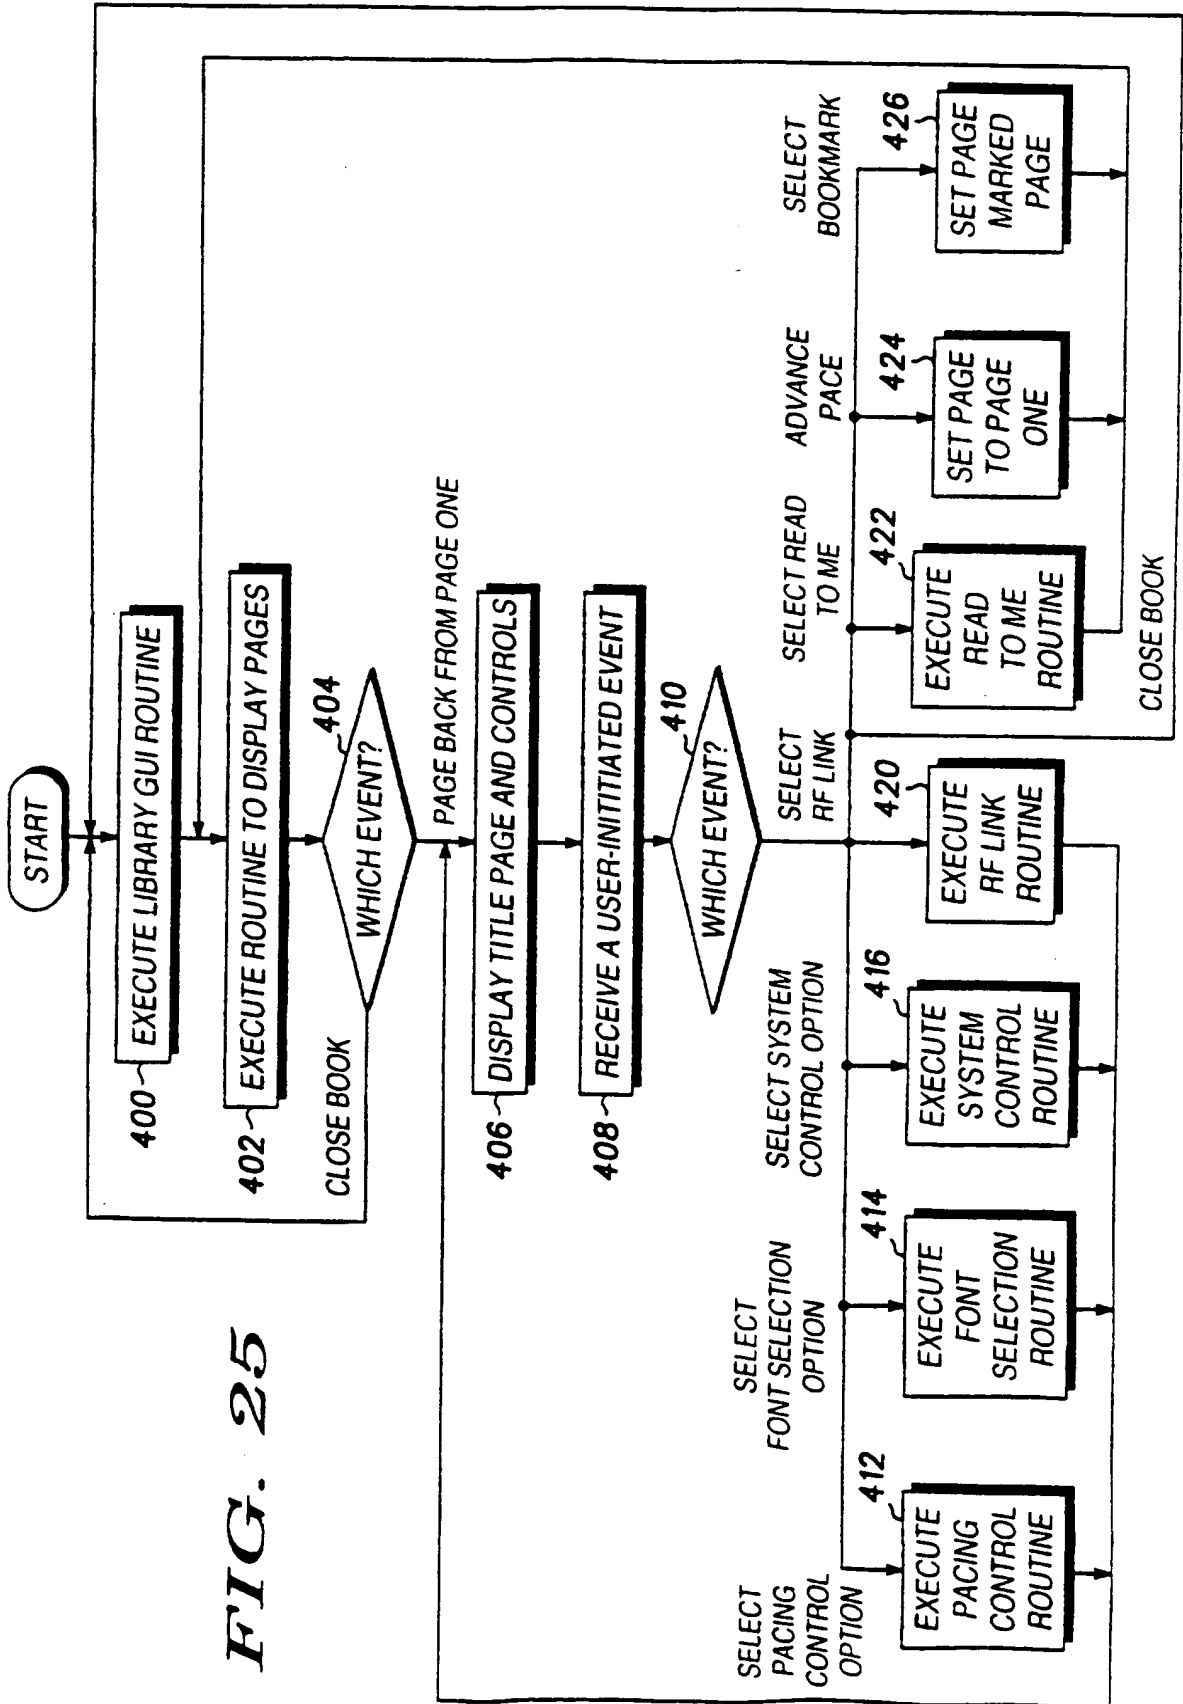 FIG. 25
START
400
EXECUTE LIBRARY GUI ROUTINE
402
EXECUTE ROUTINE TO DISPLAY PAGES
404
WHICH EVENT?
CLOSE BOOK
PAGE BACK FROM PAGE ONE
406
DISPLAY TITLE PAGE AND CONTROLS
408
RECEIVE A USER-INITIATED EVENT
410
WHICH EVENT?
SELECT
PACING
CONTROL
OPTION
412
EXECUTE
PACING
CONTROL
ROUTINE
SELECT
FONT SELECTION
OPTION
414
EXECUTE
FONT
SELECTION
ROUTINE
SELECT SYSTEM
CONTROL OPTION
416
EXECUTE
SYSTEM
CONTROL
ROUTINE
SELECT
RF LINK
420
EXECUTE
RF LINK
ROUTINE
SELECT READ
TO ME
422
EXECUTE
READ
TO ME
ROUTINE
ADVANCE
PACE
424
SET PAGE
TO PAGE
ONE
SELECT
BOOKMARK
426
SET PAGE
MARKED
PAGE
CLOSE BOOK